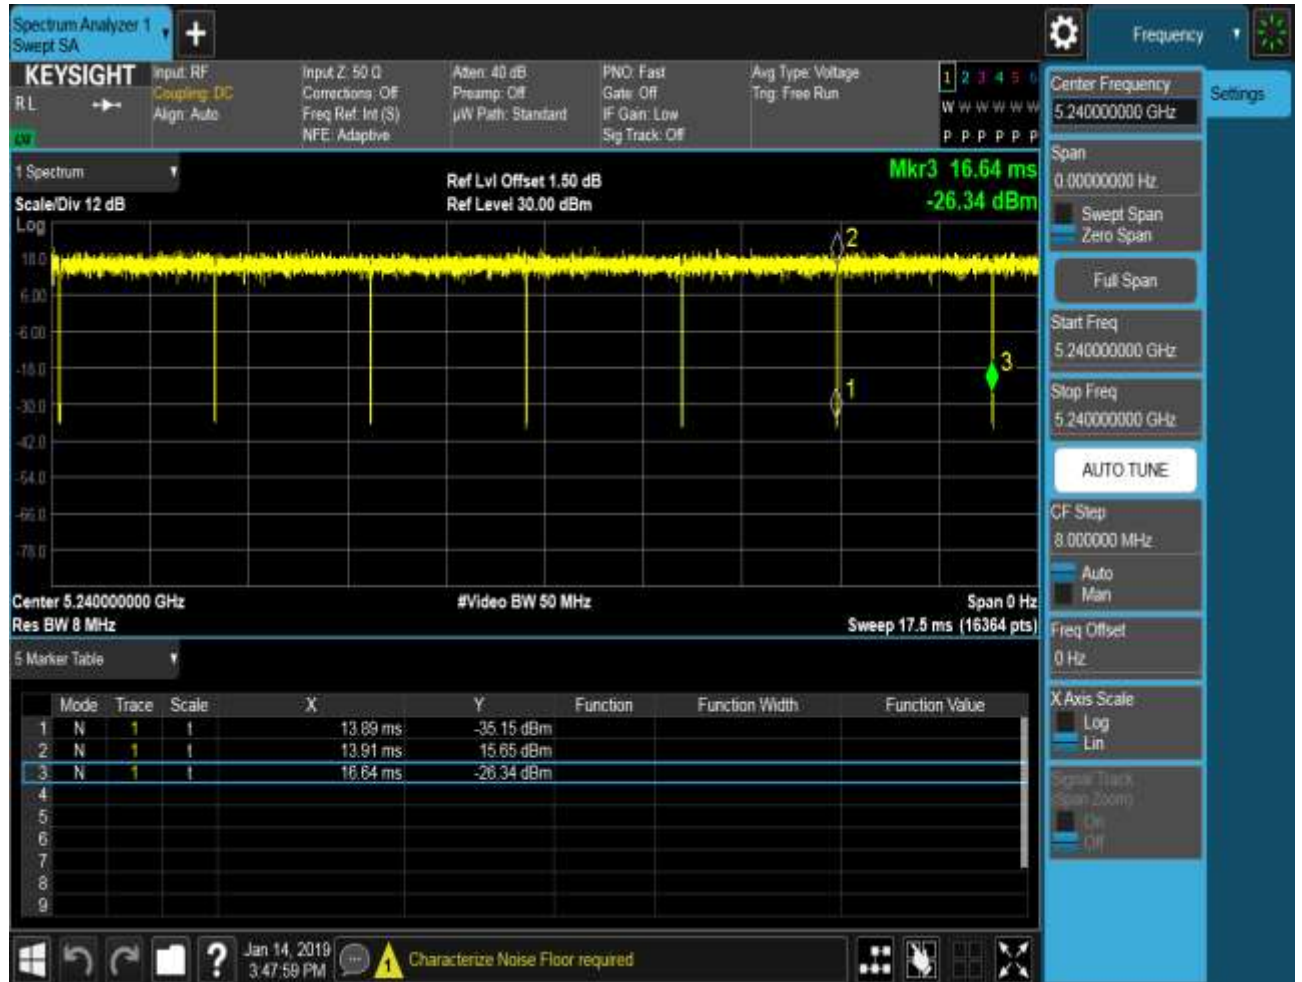 Spectrum Analyzer 1
Swept SA
Frequency
KEYSIGHT
R L
Input: RF
Coupling: DC
Align: Auto
Input Z: 50 Ω
Corrections: Off
Freq Ref: Int (S)
NFE: Adaptive
Atten: 40 dB
Preamp: Off
µW Path: Standard
PNO: Fast
Gate: Off
IF Gain: Low
Sig Track: Off
Avg Type: Voltage
Trig: Free Run
1 2 3 4 5 6
W W W W W W
P P P P P P
1 Spectrum
Scale/Div 12 dB
Ref Lvl Offset 1.50 dB
Ref Level 30.00 dBm
Mkr3 16.64 ms
-26.34 dBm
Log
18.0
6.00
-6.00
-18.0
-30.0
-42.0
-54.0
-66.0
-78.0
2
3
1
Center 5.240000000 GHz
Res BW 8 MHz
#Video BW 50 MHz
Span 0 Hz
Sweep 17.5 ms (16364 pts)
5 Marker Table
Mode Trace Scale X Y Function Function Width Function Value
1 N 1 t 13.89 ms -35.15 dBm
2 N 1 t 13.91 ms 15.65 dBm
3 N 1 t 16.64 ms -26.34 dBm
4
5
6
7
8
9
Jan 14, 2019
3:47:59 PM
1
Characterize Noise Floor required
Settings
Center Frequency
5.240000000 GHz
Span
0.00000000 Hz
Swept Span
Zero Span
Full Span
Start Freq
5.240000000 GHz
Stop Freq
5.240000000 GHz
AUTO TUNE
CF Step
8.000000 MHz
Auto
Man
Freq Offset
0 Hz
X Axis Scale
Log
Lin
Signal Track
(Span Zoom)
On
Off